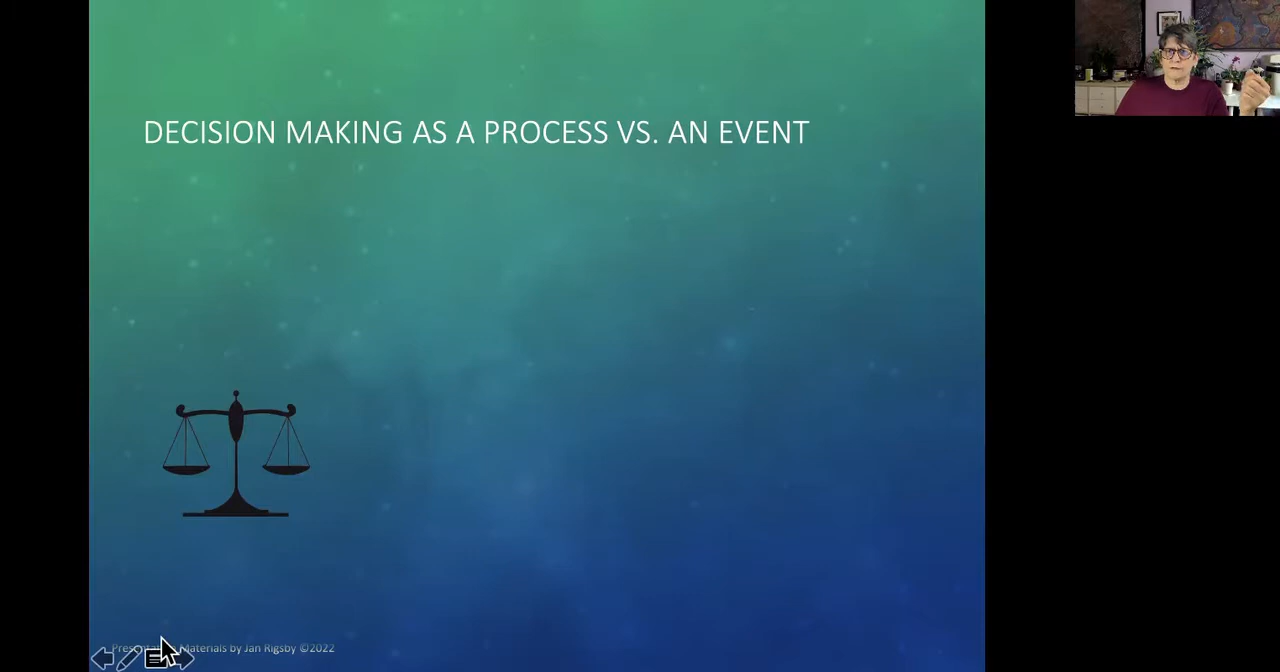 DECISION MAKING AS A PROCESS VS. AN EVENT
Materials by Jan Rigsby ©2022